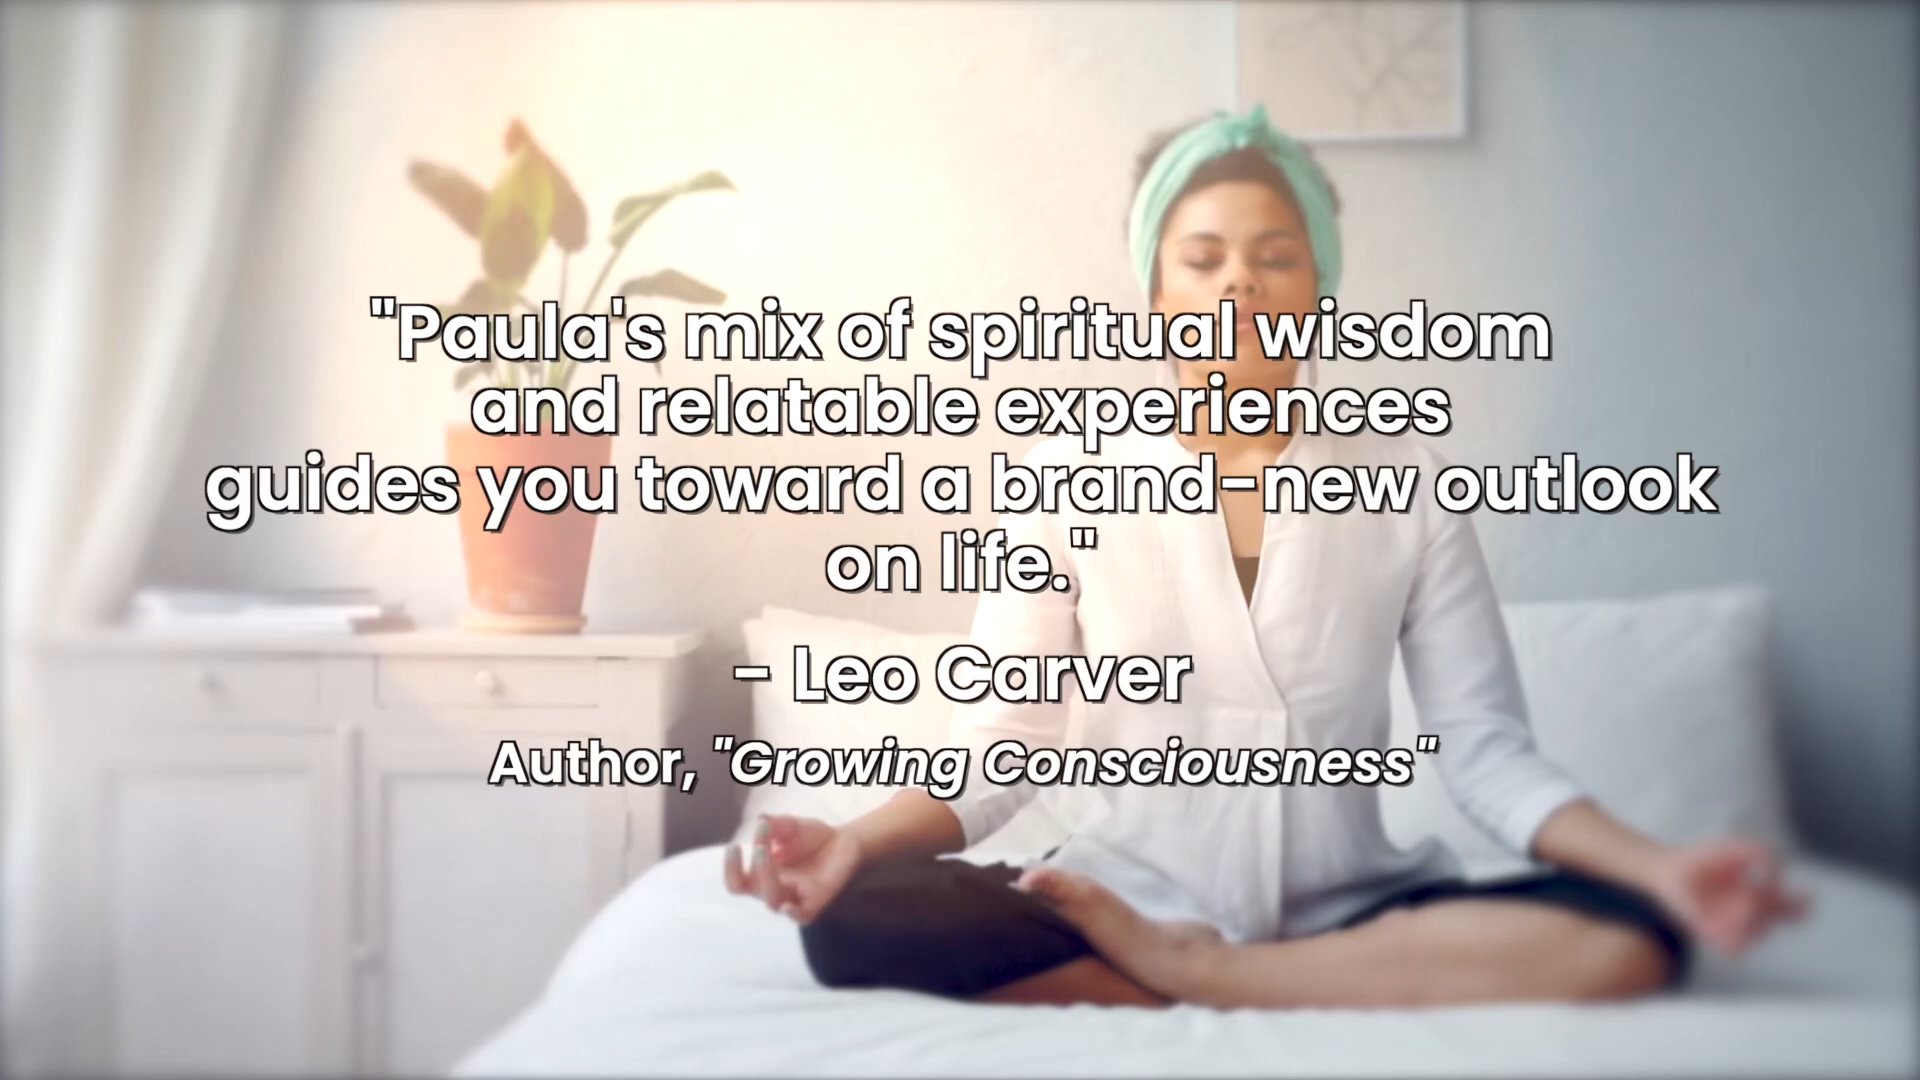 "Paula's mix of spiritual wisdom
and relatable experiences
guides you toward a brand-new outlook
on life."
- Leo Carver
Author, "Growing Consciousness"